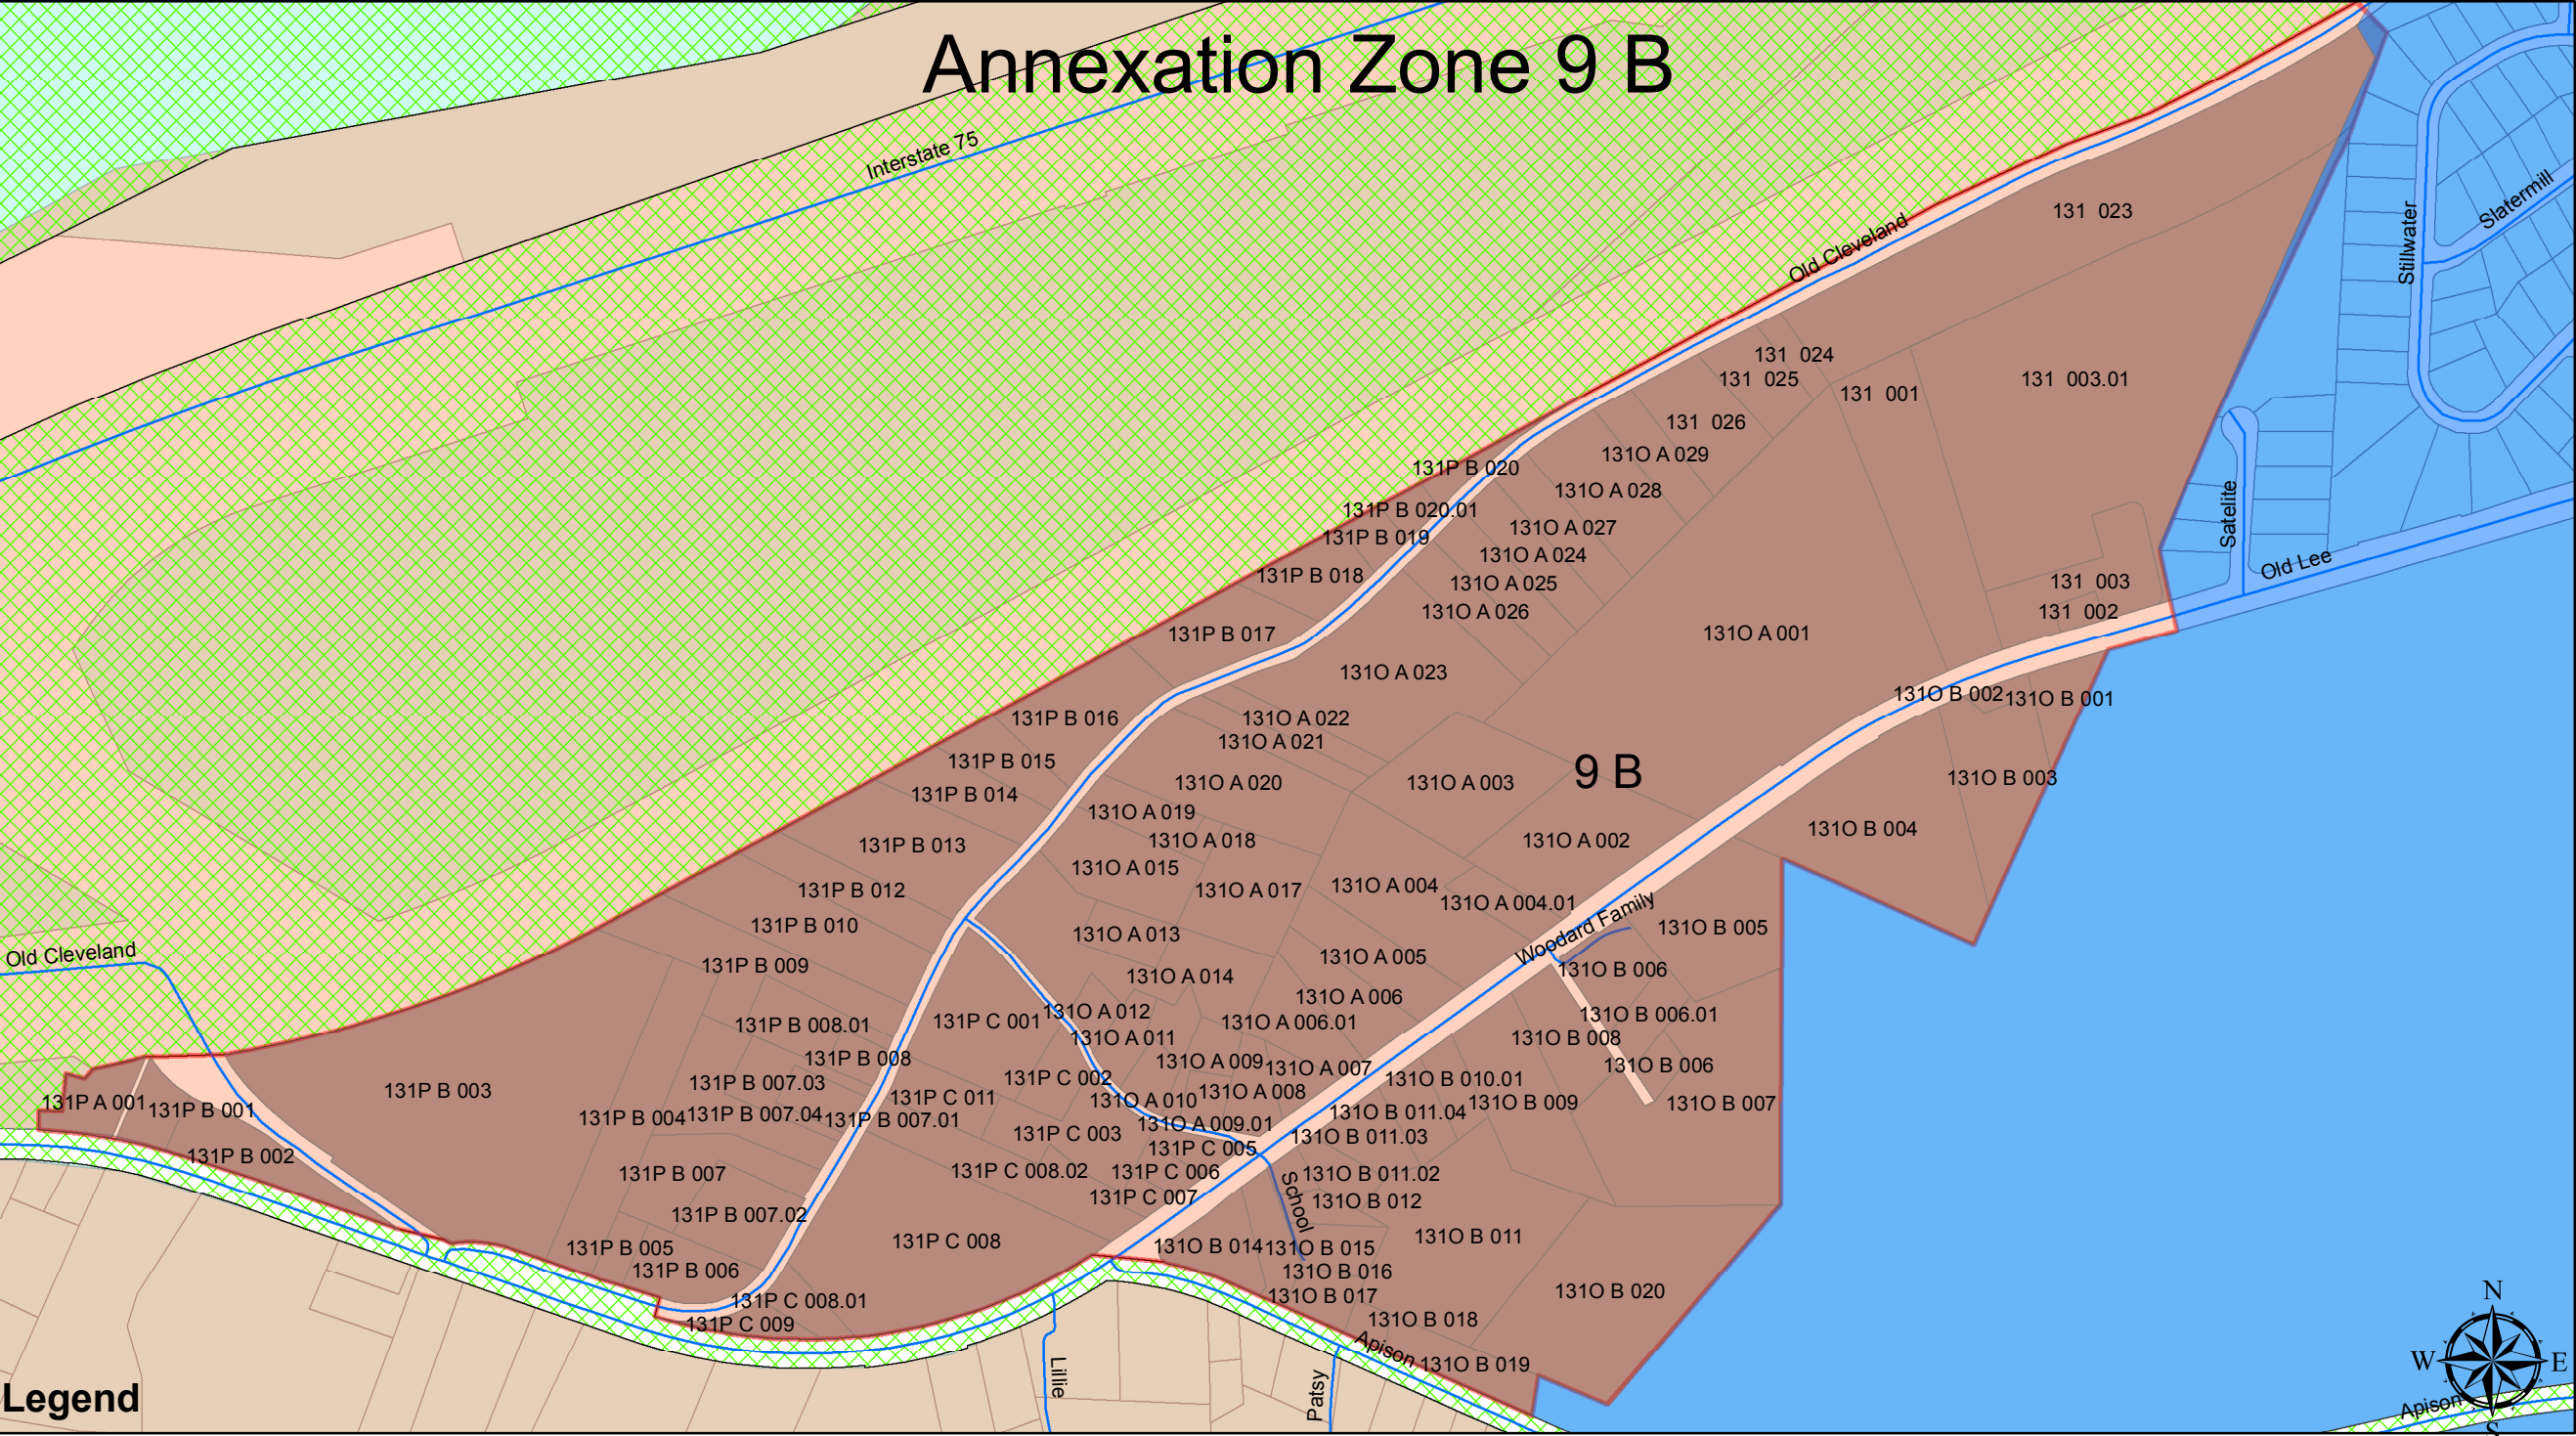 Annexation Zone 9 B
Interstate 75
Old Cleveland
131  023
Stillwater
Slatermill
131  024
131  025
131  001
131  003.01
131  026
131O A 029
131P B 020
131O A 028
131P B 020.01
131O A 027
131P B 019
131O A 024
131P B 018
131O A 025
131O A 026
Satelite
Old Lee
131  003
131  002
131P B 017
131O A 001
131O A 023
131O B 002
131O B 001
131P B 016
131O A 022
131O A 021
131P B 015
131O A 020
131O A 003
9 B
131O B 003
131P B 014
131O A 019
131O B 004
131P B 013
131O A 018
131O A 002
131O A 015
131P B 012
131O A 017
131O A 004
131O A 004.01
Woodard Family
131P B 010
131O A 013
131O B 005
Old Cleveland
131P B 009
131O A 014
131O A 005
131O B 006
131O A 006
131P B 008.01
131P C 001
131O A 012
131O A 006.01
131O B 006.01
131O A 011
131O B 008
131P B 008
131O A 009
131O A 007
131O B 006
131P B 003
131P B 007.03
131P C 002
131O B 010.01
131P A 001
131P B 001
131P C 011
131O A 010
131O A 008
131O B 009
131O B 007
131P B 004
131P B 007.04
131P B 007.01
131O A 009.01
131O B 011.04
131P C 003
131O B 011.03
131P B 002
131P C 005
131P B 007
131P C 008.02
131P C 006
131O B 011.02
131P C 007
School
131O B 012
131P B 007.02
131P C 008
131O B 011
131P B 005
131O B 014
131O B 015
131P B 006
131O B 016
131P C 008.01
131O B 017
131O B 020
131P C 009
131O B 018
Apison
131O B 019
Lillie
Patsy
Legend
Apison
N
W
E
S